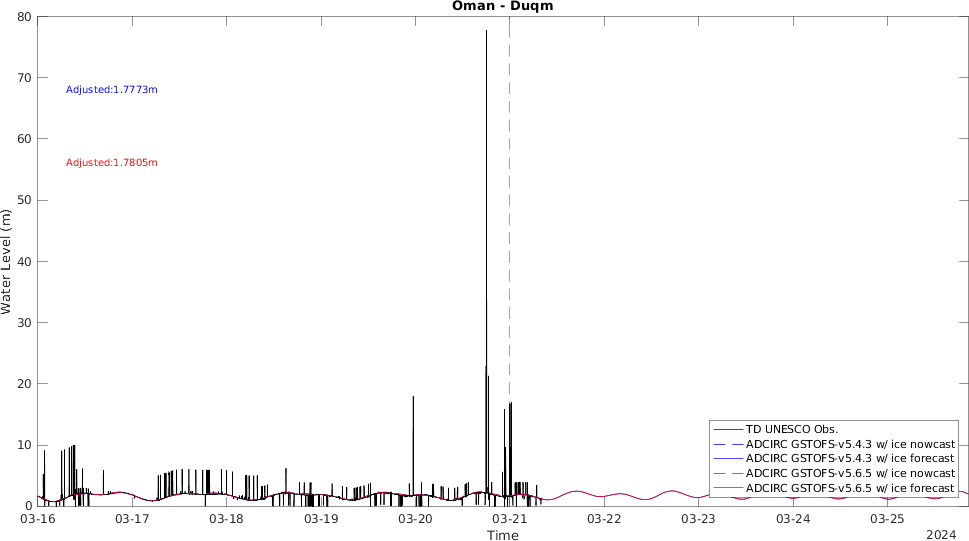 Oman - Duqm
80
70
60
50
40
30
20
10
0
Water Level (m)
Adjusted:1.7773m
Adjusted:1.7805m
TD UNESCO Obs.
ADCIRC GSTOFS-v5.4.3 w/ ice nowcast
ADCIRC GSTOFS-v5.4.3 w/ ice forecast
ADCIRC GSTOFS-v5.6.5 w/ ice nowcast
ADCIRC GSTOFS-v5.6.5 w/ ice forecast
03-16 03-17 03-18 03-19 03-20 03-21 03-22 03-23 03-24 03-25
Time
2024